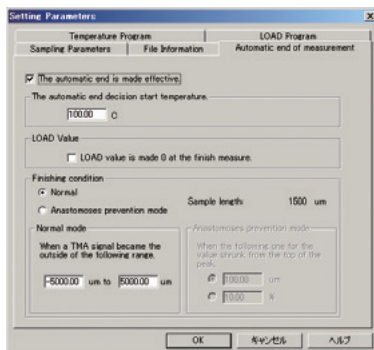 Setting Parameters
Temperature Program
LOAD Program
Sampling Parameters
File Information
Automatic end of measurement
The automatic end is made effective.
The automatic end decision start temperature.
100.00 C
LOAD Value
LOAD value is made 0 at the finish measure.
Finishing condition
Normal
Anastomoses prevention mode
Sample length: 1500 um
Normal mode
When a TMA signal became the
outside of the following range.
-5000.00 um to 5000.00 um
Anastomoses prevention mode
When the following one for the
value shrunk from the top of the
peak.
100.00 um
10.00 %
OK
キャンセル
ヘルプ